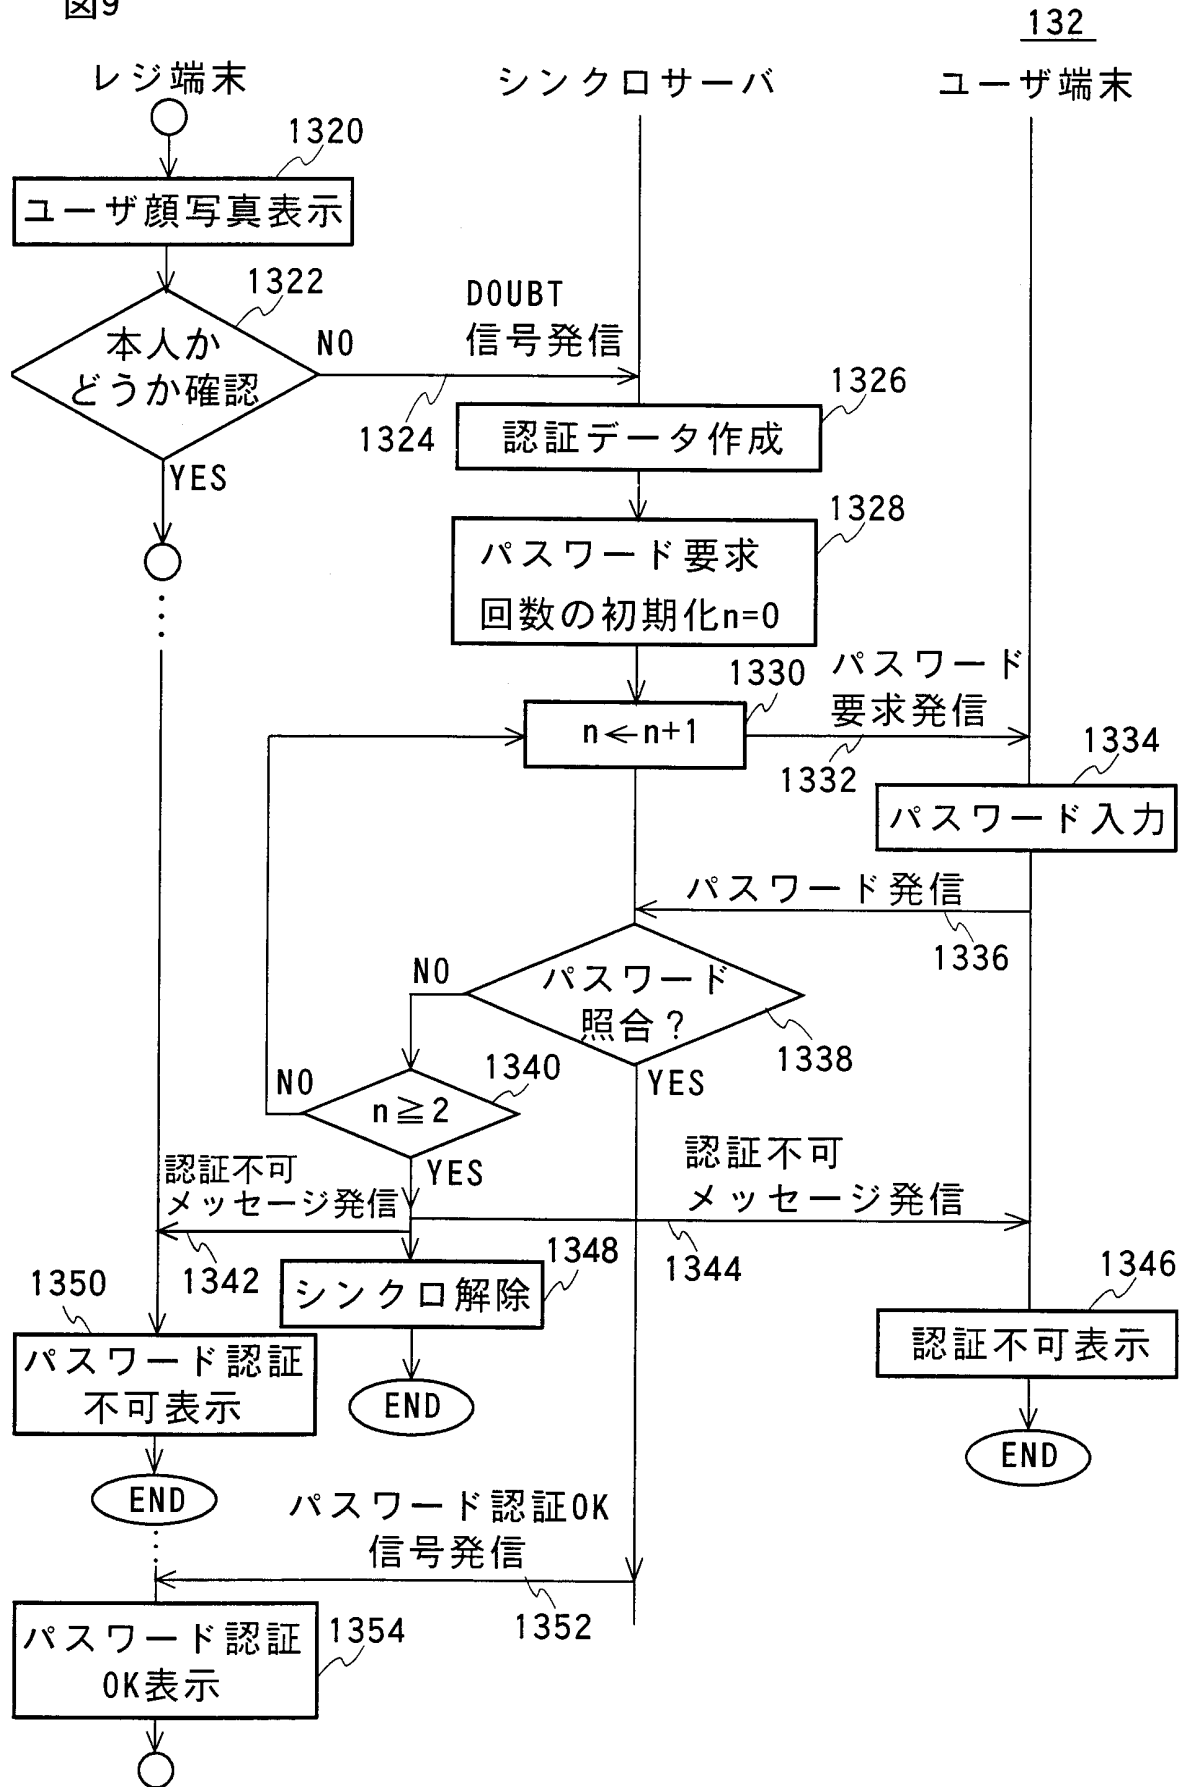 図9
132
レジ端末
シンクロサーバ
ユーザ端末
1320
ユーザ顔写真表示
1322
本人か
どうか確認
NO
YES
DOUBT
信号発信
1324
1326
認証データ作成
1328
パスワード要求
回数の初期化n=0
1330
n←n+1
パスワード
要求発信
1332
1334
パスワード入力
パスワード発信
1336
パスワード
照合？
1338
NO
YES
1340
n≧2
NO
YES
認証不可
メッセージ発信
1342
認証不可
メッセージ発信
1344
1348
シンクロ解除
END
1346
認証不可表示
END
1350
パスワード認証
不可表示
END
パスワード認証OK
信号発信
1352
1354
パスワード認証
OK表示